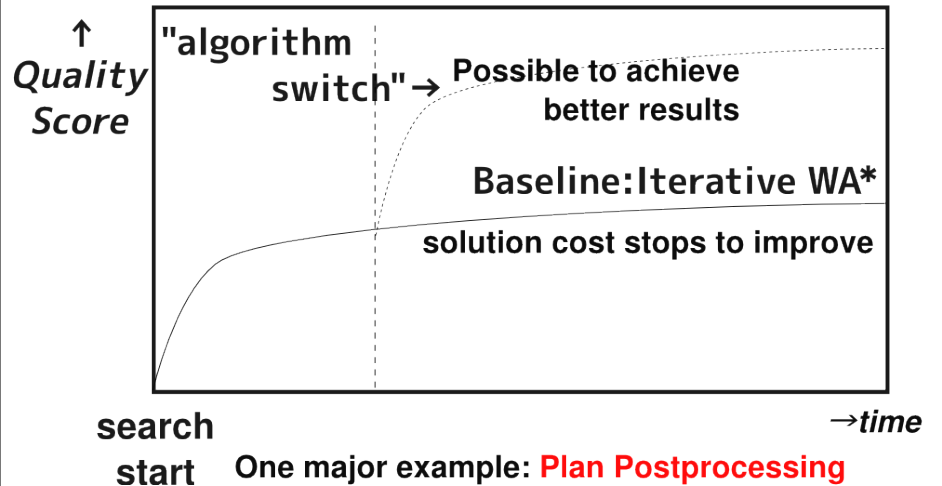 ↑
Quality
Score
"algorithm
switch"→
Possible to achieve
better results
Baseline:Iterative WA*
solution cost stops to improve
→time
search
start
One major example: Plan Postprocessing